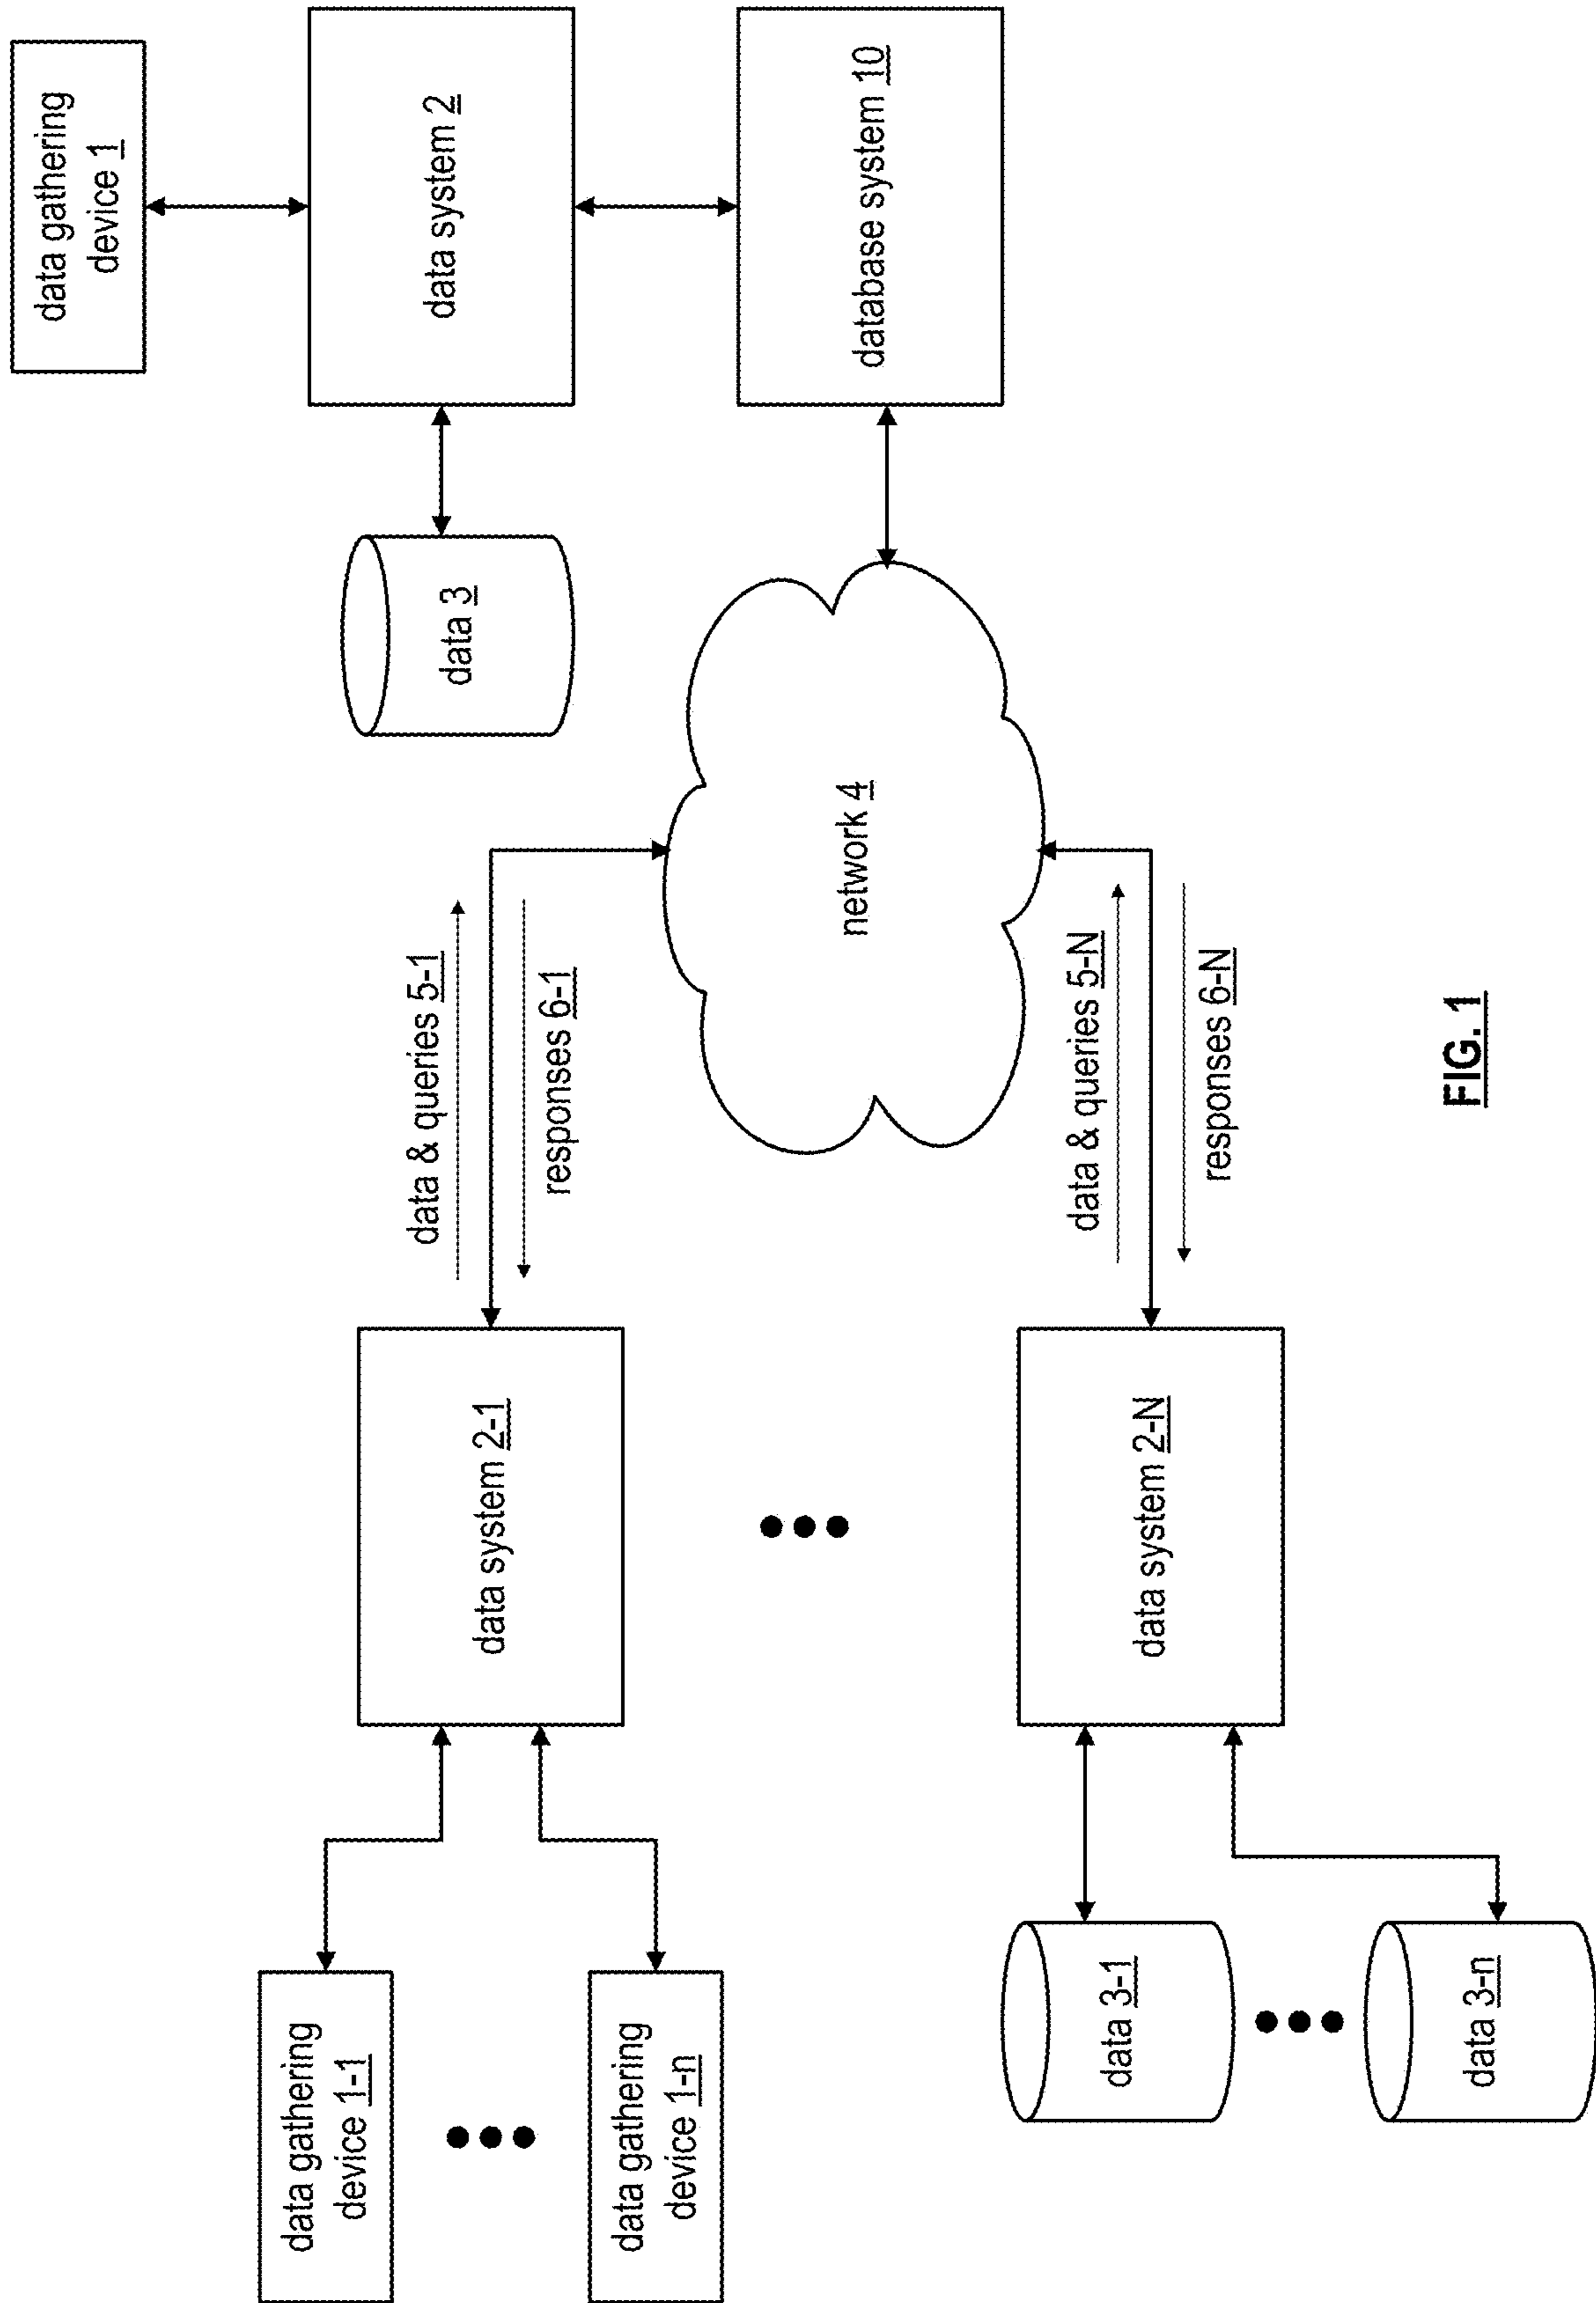 data gathering
device 1-1
data gathering
device 1-n
data system 2-1
data & queries 5-1
responses 6-1
data 3
data gathering
device 1
data system 2
network 4
database system 10
data 3-1
data 3-n
data system 2-N
data & queries 5-N
responses 6-N
FIG. 1